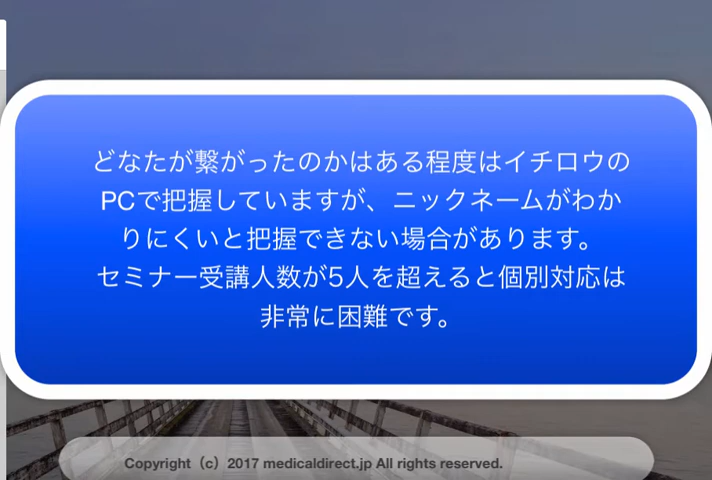 どなたが繋がったのかはある程度はイチロウの
PCで把握していますが、ニックネームがわか
りにくいと把握できない場合があります。
セミナー受講人数が5人を超えると個別対応は
非常に困難です。
Copyright（c）2017 medicaldirect.jp All rights reserved.